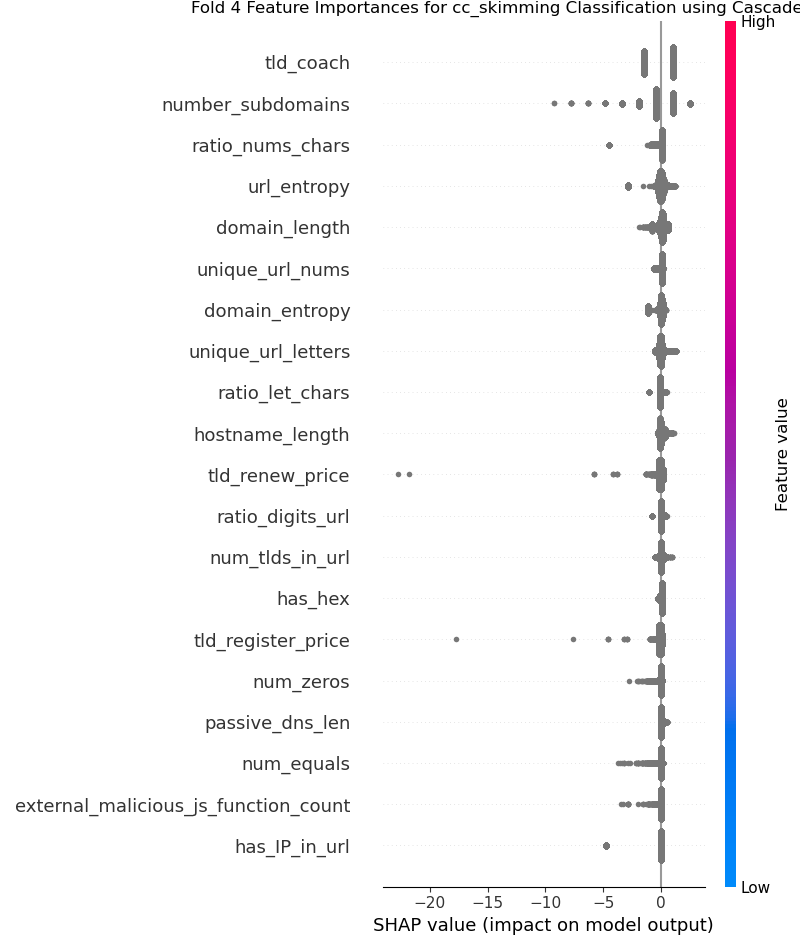 Fold 4 Feature Importances for cc_skimming Classification using Cascade
High
tld_coach
number_subdomains
ratio_nums_chars
url_entropy
domain_length
unique_url_nums
domain_entropy
unique_url_letters
ratio_let_chars
hostname_length
tld_renew_price
ratio_digits_url
num_tlds_in_url
has_hex
tld_register_price
num_zeros
passive_dns_len
num_equals
external_malicious_js_function_count
has_IP_in_url
Feature value
Low
−20 −15 −10 −5 0
SHAP value (impact on model output)